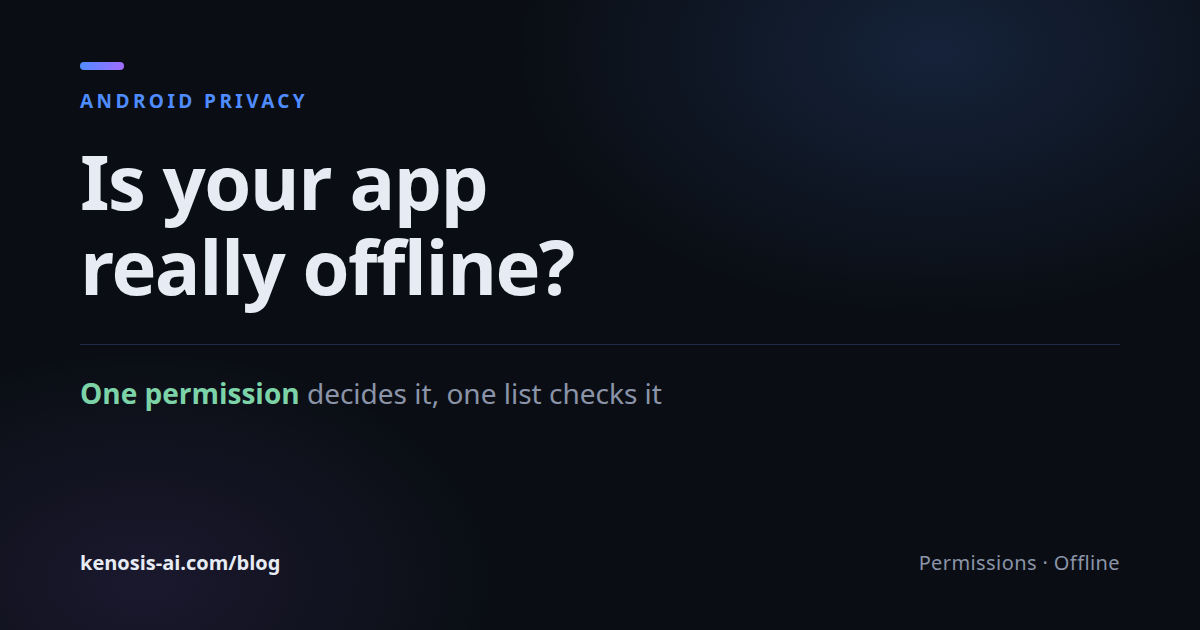 ANDROID PRIVACY
Is your app
really offline?
One permission decides it, one list checks it
kenosis-ai.com/blog
Permissions · Offline